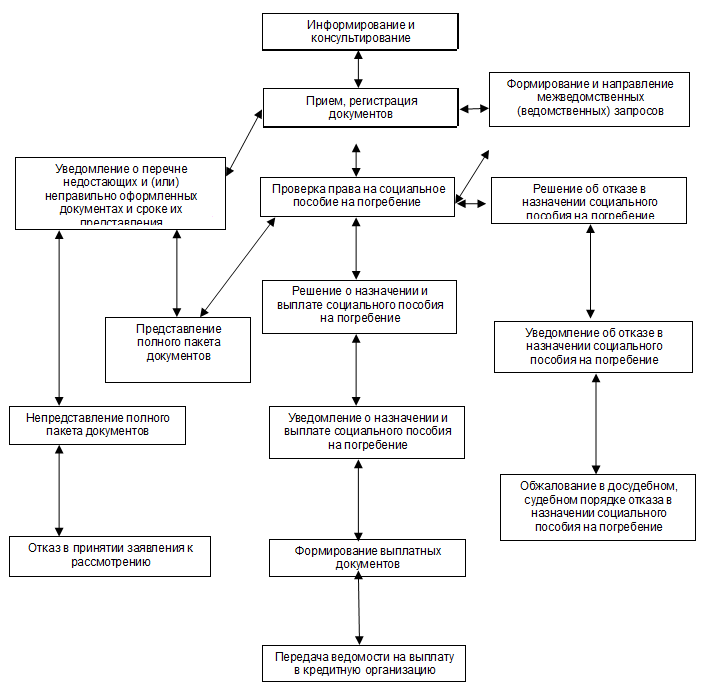 Информирование и
консультирование
Прием, регистрация
документов
Формирование и направление
межведомственных
(ведомственных) запросов
Уведомление о перечне
недостающих и (или)
неправильно оформленных
документах и сроке их
представления
Проверка права на социальное
пособие на погребение
Решение об отказе в
назначении социального
пособия на погребение
Решение о назначении и
выплате социального пособия
на погребение
Представление
полного пакета
документов
Уведомление об отказе в
назначении социального
пособия на погребение
Непредставление полного
пакета документов
Уведомление о назначении и
выплате социального пособия
на погребение
Обжалование в досудебном,
судебном порядке отказа в
назначении социального
пособия на погребение
Отказ в принятии заявления к
рассмотрению
Формирование выплатных
документов
Передача ведомости на выплату
в кредитную организацию